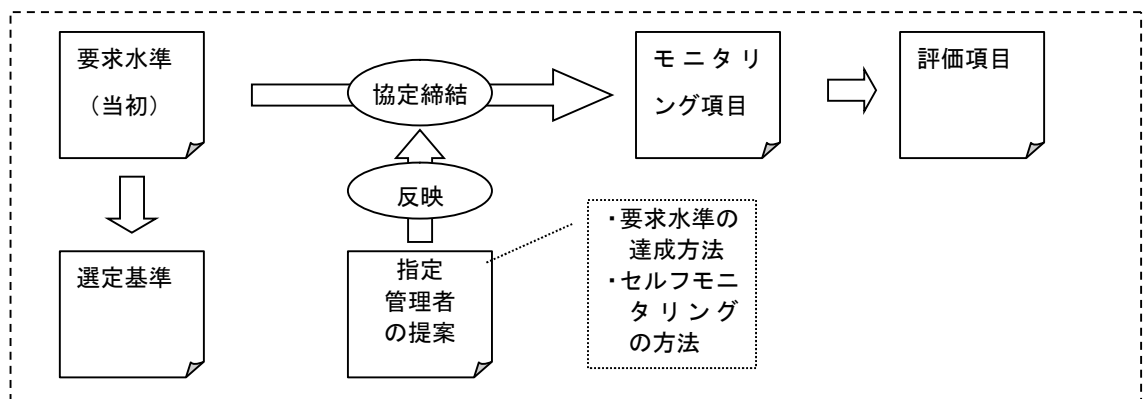 要求水準
（当初）
協定締結
モニタリ
ング項目
評価項目
反映
選定基準
指定
管理者
の提案
・要求水準の
達成方法
・セルフモニ
タリング
の方法